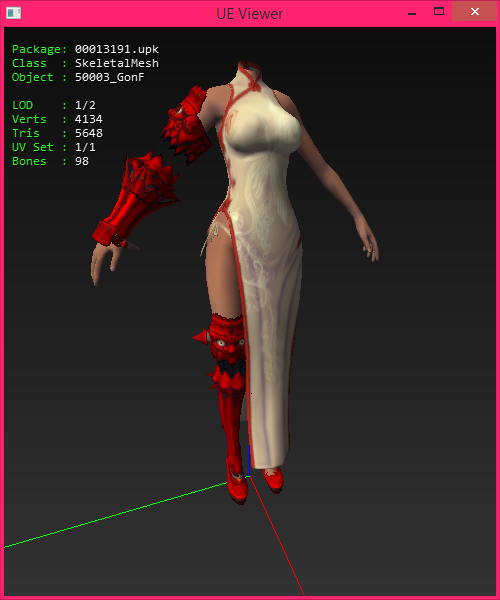 UE Viewer
Package: 00013191.upk
Class : SkeletalMesh
Object : 50003_GonF
LOD : 1/2
Verts : 4134
Tris : 5648
UV Set : 1/1
Bones : 98